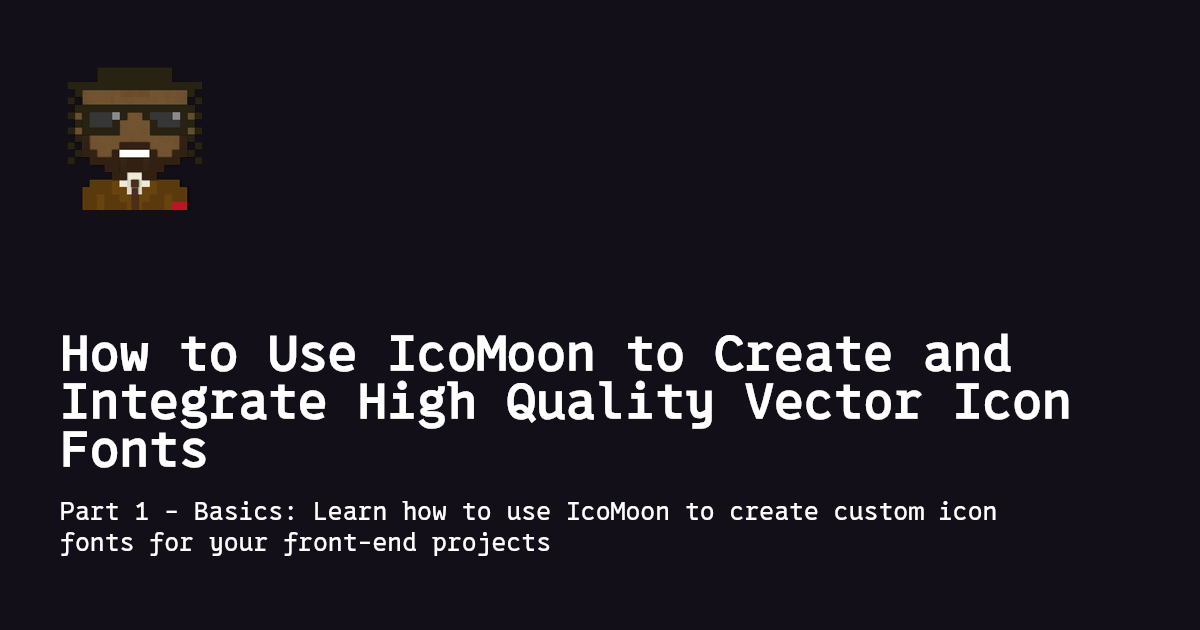 How to Use IcoMoon to Create and
Integrate High Quality Vector Icon
Fonts
Part 1 - Basics: Learn how to use IcoMoon to create custom icon
fonts for your front-end projects